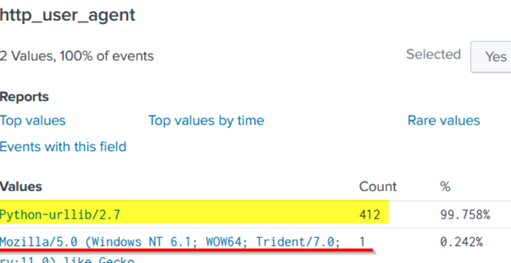 http_user_agent
2 Values, 100% of events Selected Yes
Reports
Top values Top values by time Rare values
Events with this field
Values Count %
Python-urllib/2.7 412 99.758%
Mozilla/5.0 (Windows NT 6.1; WOW64; Trident/7.0; 1 0.242%
rv:11.0) like Gecko